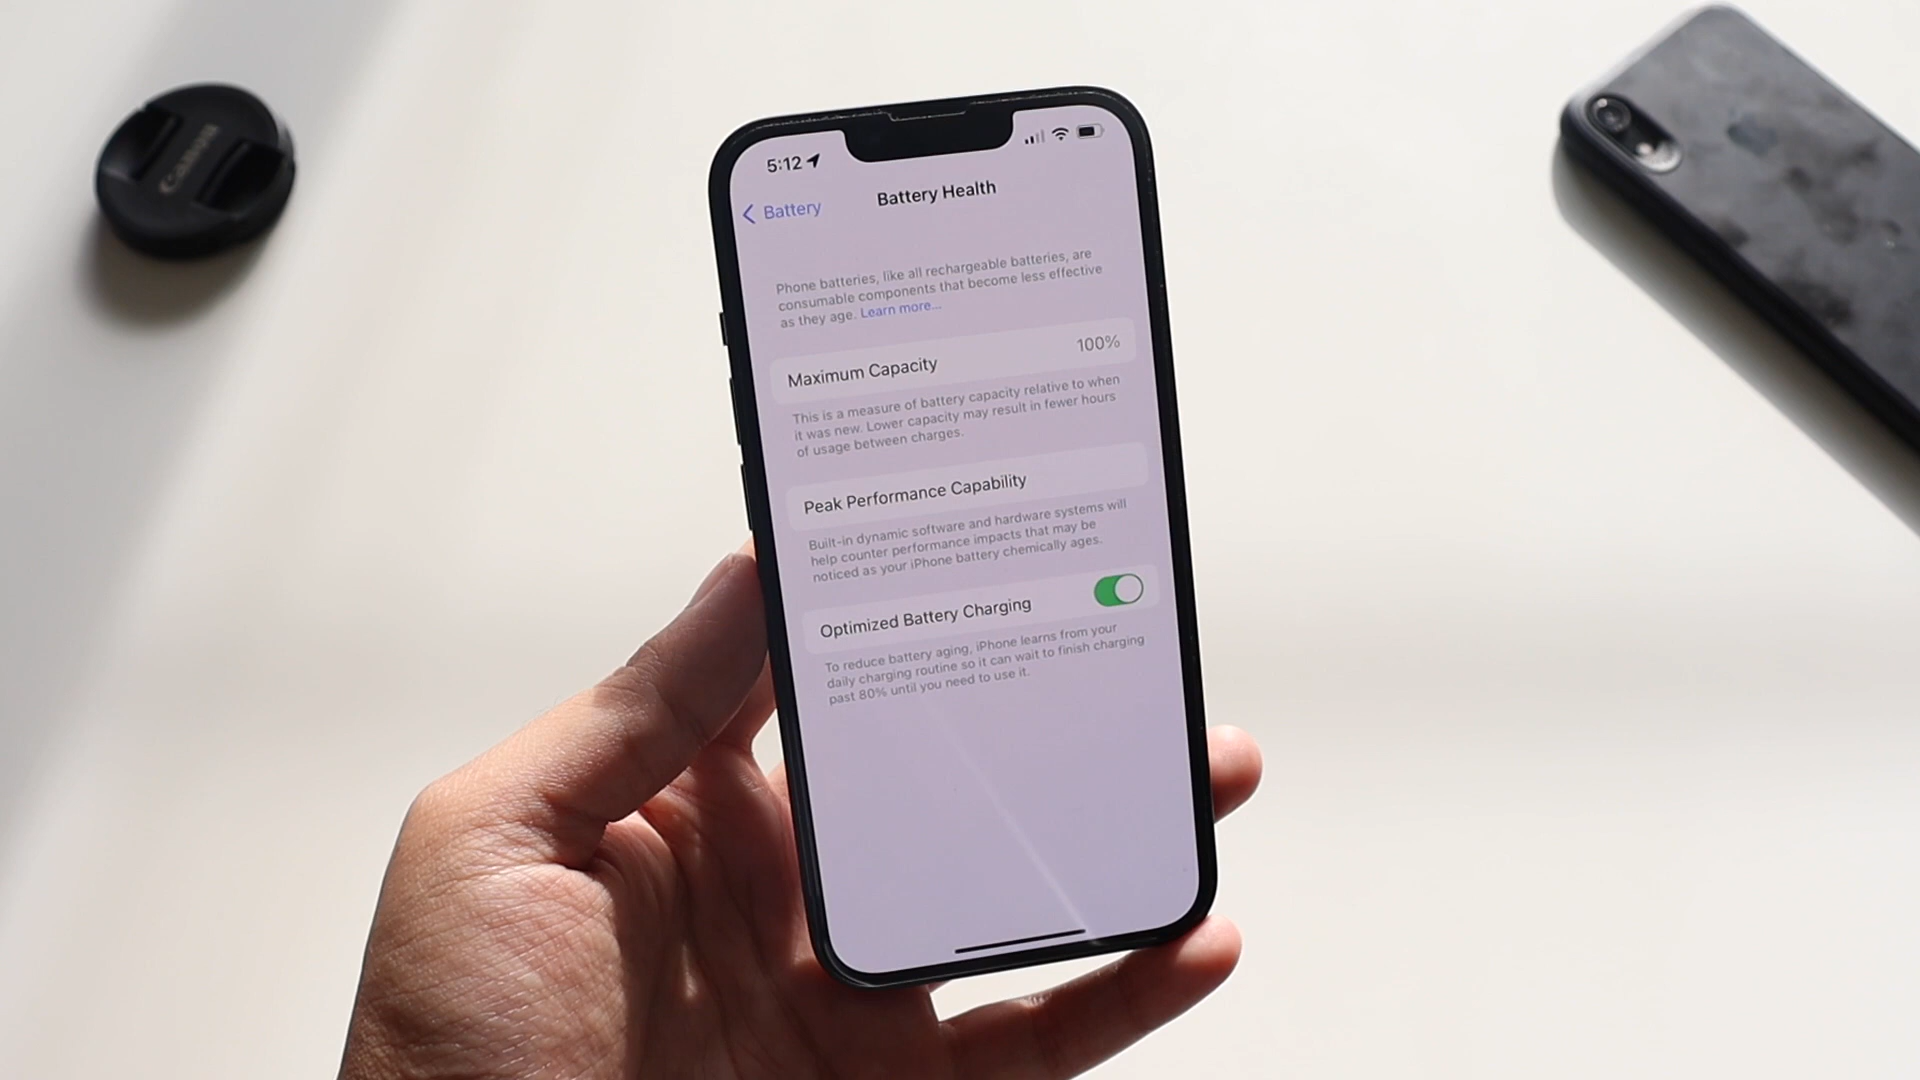 Canon
5:12
Battery
Battery Health
Phone batteries, like all rechargeable batteries, are
consumable components that become less effective
as they age. Learn more...
Maximum Capacity 100%
This is a measure of battery capacity relative to when
it was new. Lower capacity may result in fewer hours
of usage between charges.
Peak Performance Capability
Built-in dynamic software and hardware systems will
help counter performance impacts that may be
noticed as your iPhone battery chemically ages.
Optimized Battery Charging
To reduce battery aging, iPhone learns from your
daily charging routine so it can wait to finish charging
past 80% until you need to use it.